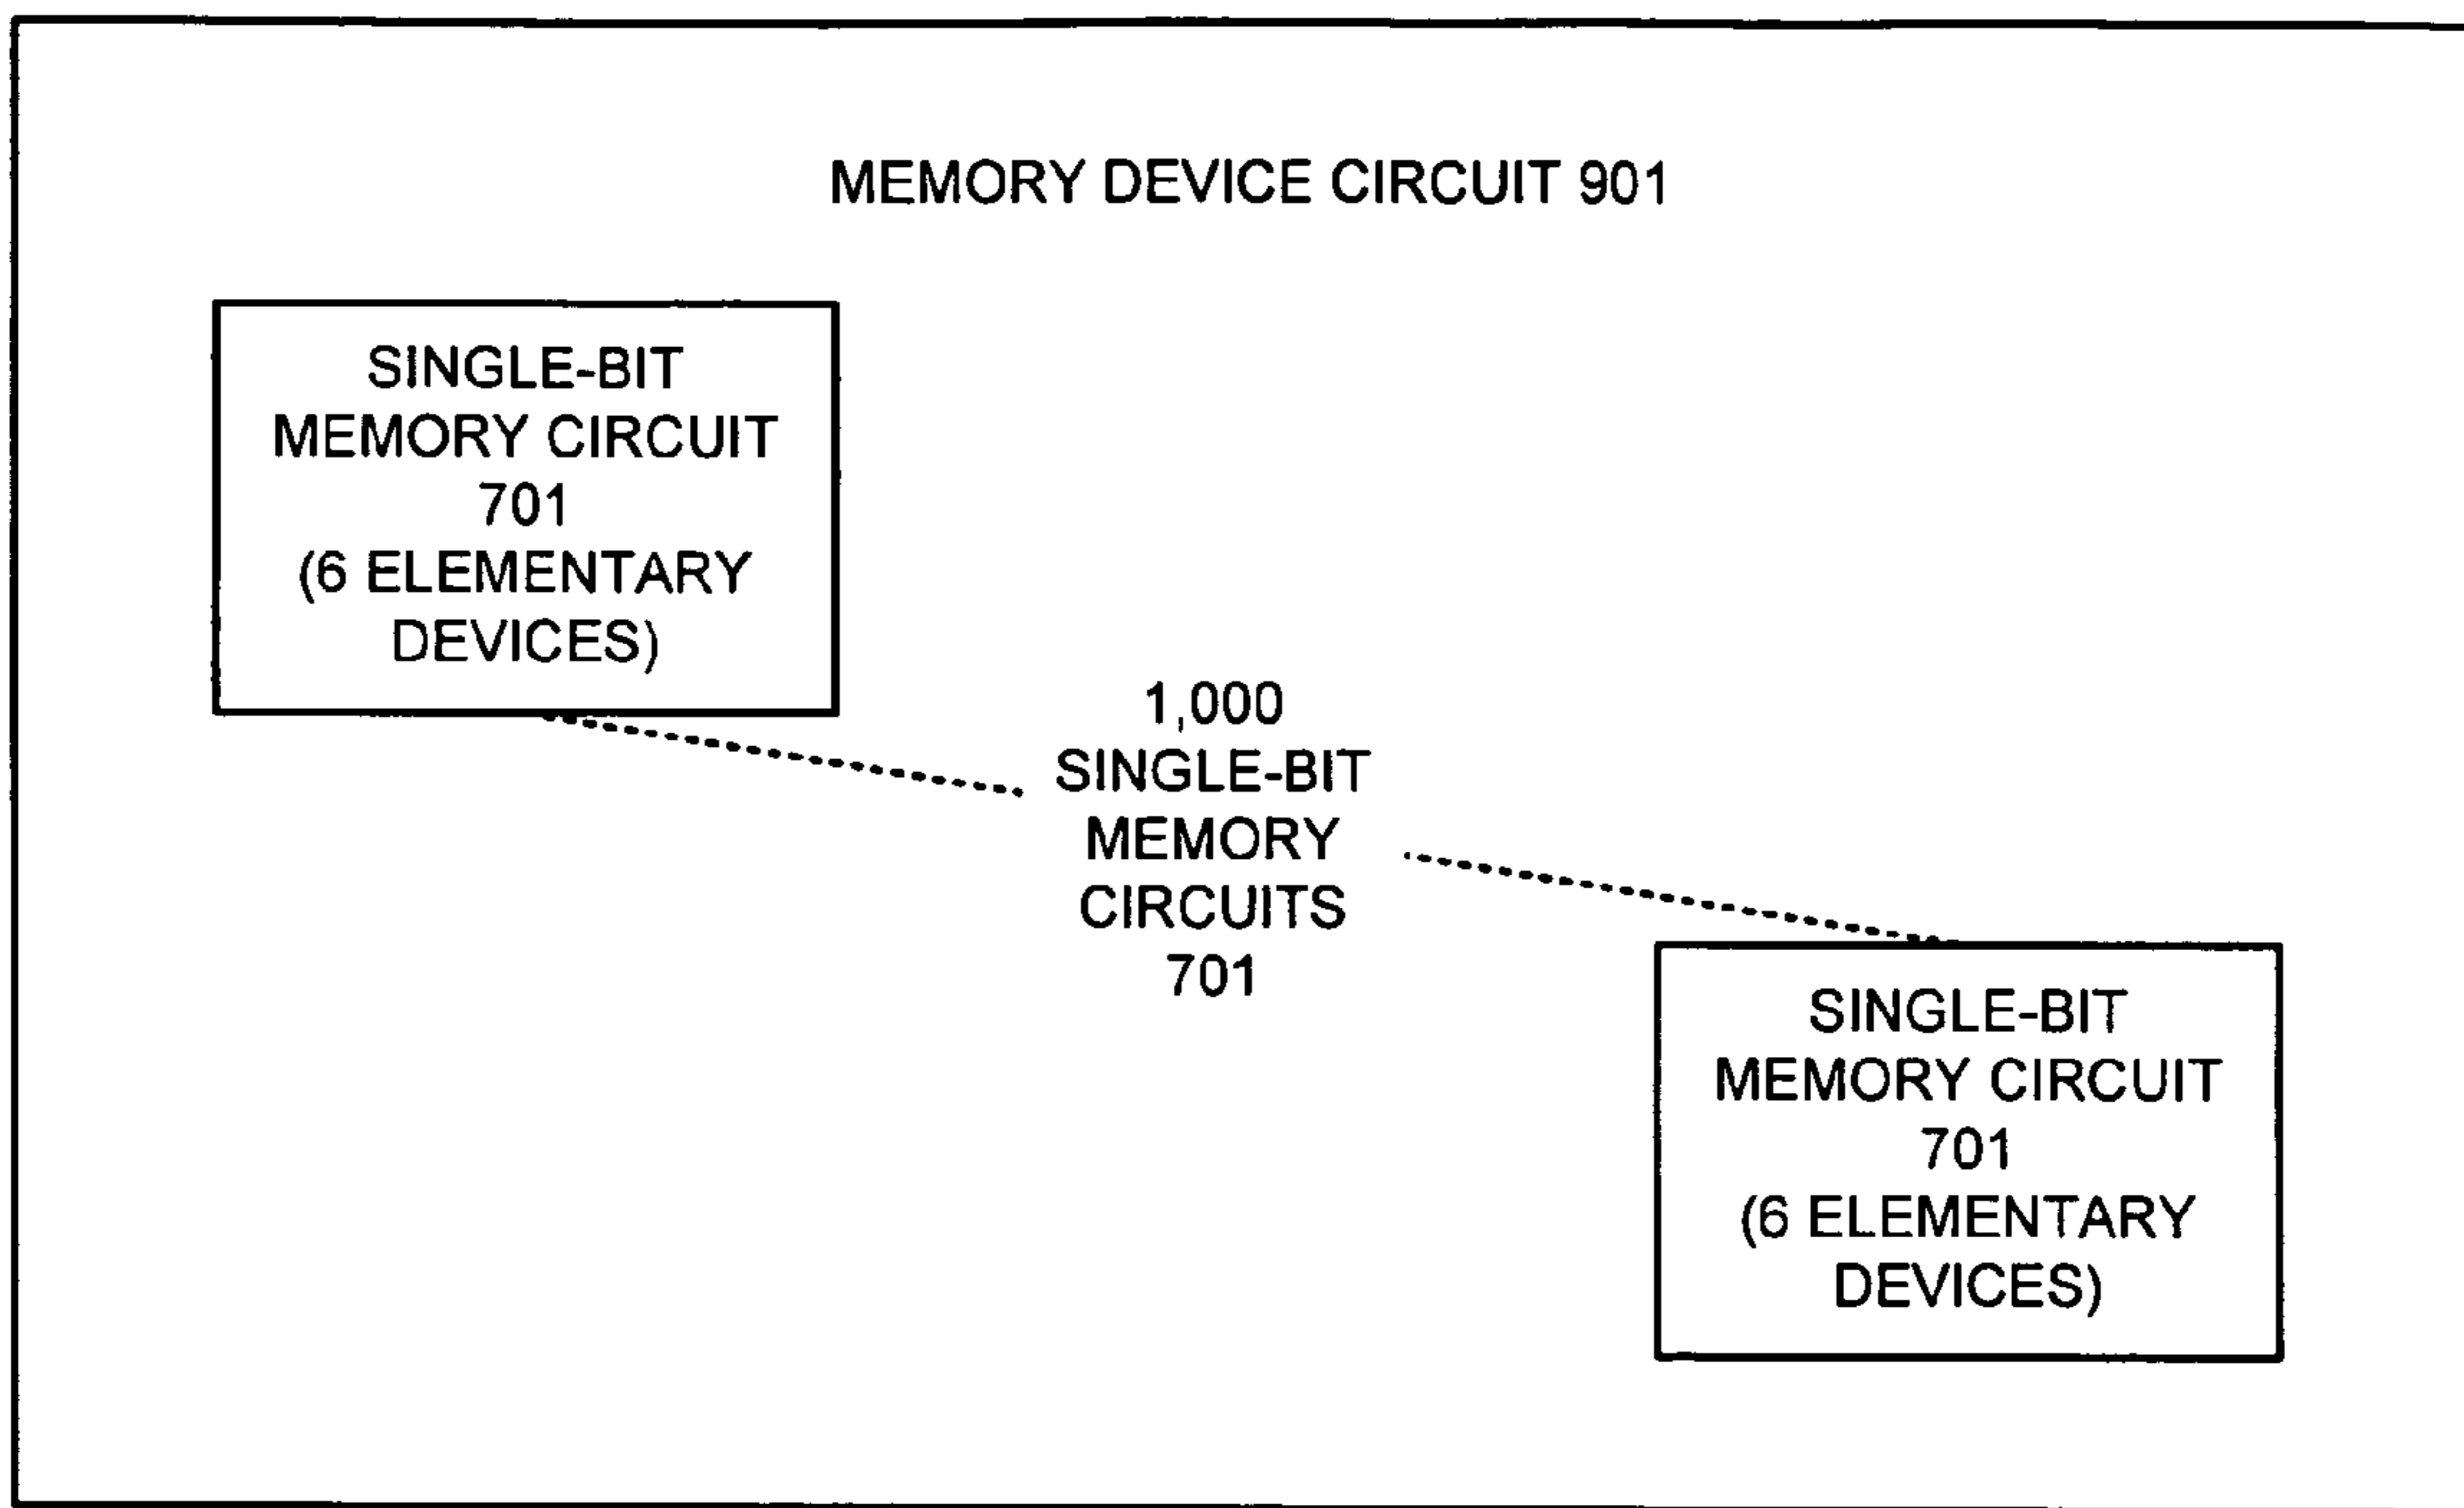 MEMORY DEVICE CIRCUIT 901
SINGLE-BIT
MEMORY CIRCUIT
701
(6 ELEMENTARY
DEVICES)
1,000
SINGLE-BIT
MEMORY
CIRCUITS
701
SINGLE-BIT
MEMORY CIRCUIT
701
(6 ELEMENTARY
DEVICES)